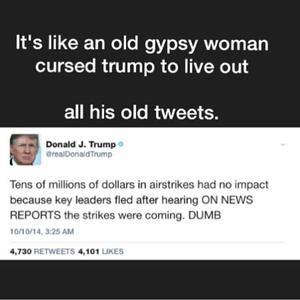 It's like an old gypsy woman
cursed trump to live out
all his old tweets.
Donald J. Trump
@realDonaldTrump
Tens of millions of dollars in airstrikes had no impact
because key leaders fled after hearing ON NEWS
REPORTS the strikes were coming. DUMB
10/10/14, 3:25 AM
4,730 RETWEETS 4,101 LIKES